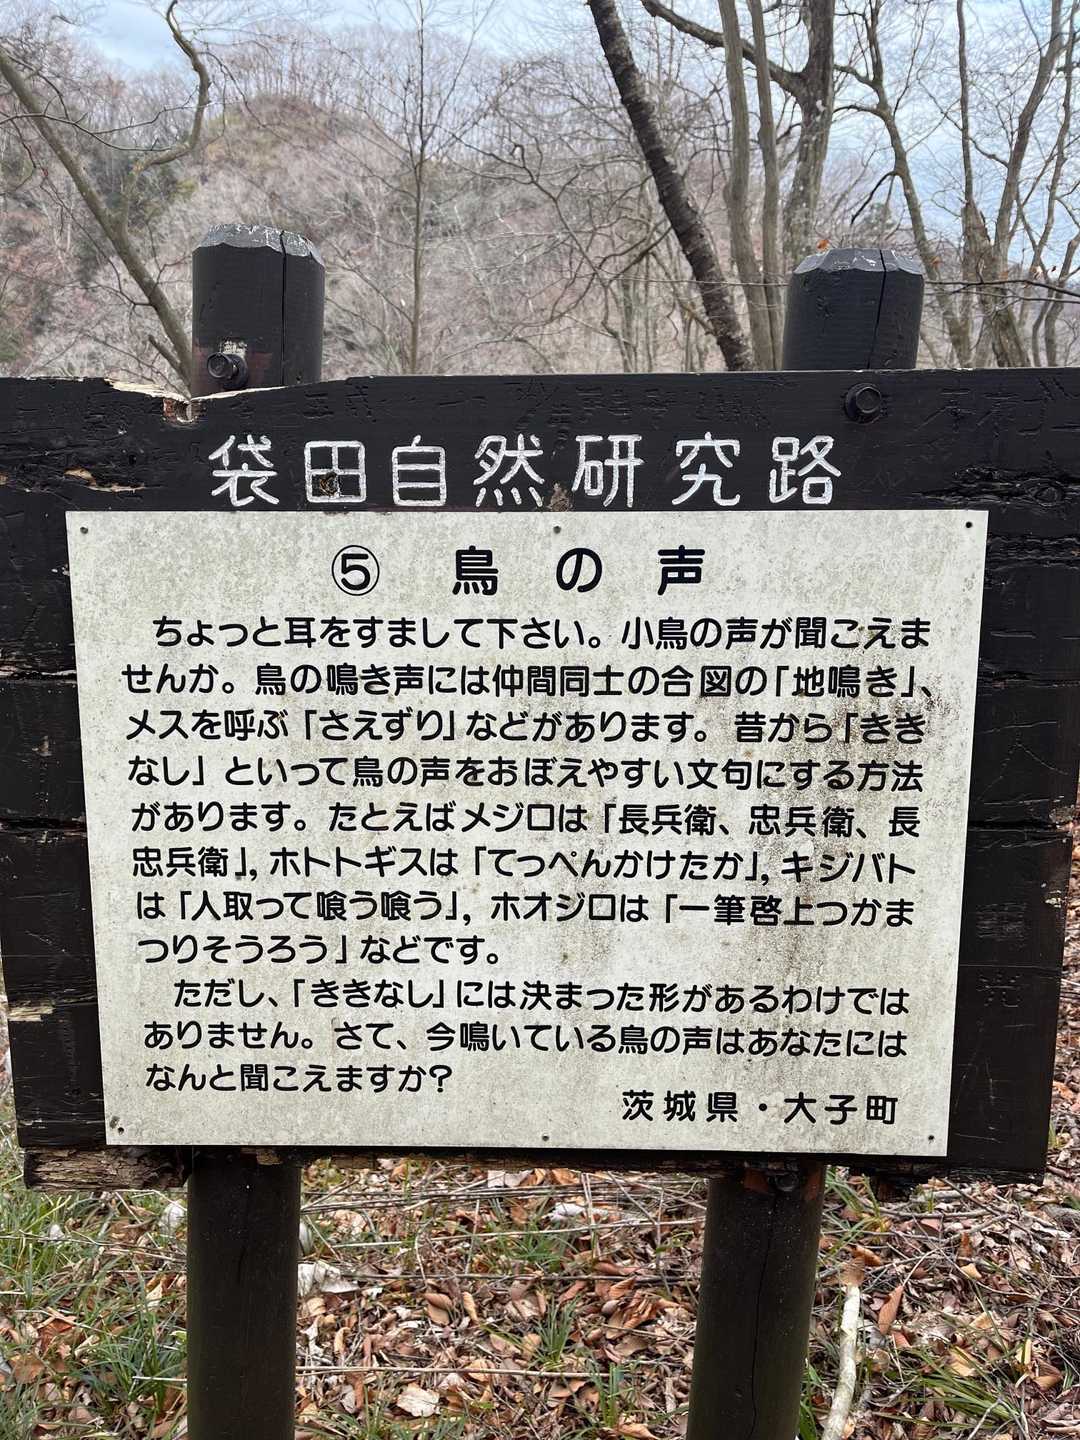 袋田自然研究路
⑤ 鳥の声
ちょっと耳をすまして下さい。小鳥の声が聞こえま
せんか。鳥の鳴き声には仲間同士の合図の「地鳴き」、
メスを呼ぶ「さえずり」などがあります。昔から「きき
なし」といって鳥の声をおぼえやすい文句にする方法
があります。たとえばメジロは「長兵衛、忠兵衛、長
忠兵衛」,ホトトギスは「てっぺんかけたか」,キジバト
は「人取って喰う喰う」,ホオジロは「一筆啓上つかま
つりそうろう」などです。
ただし、「ききなし」には決まった形があるわけでは
ありません。さて、今鳴いている鳥の声はあなたには
なんと聞こえますか?
茨城県・大子町